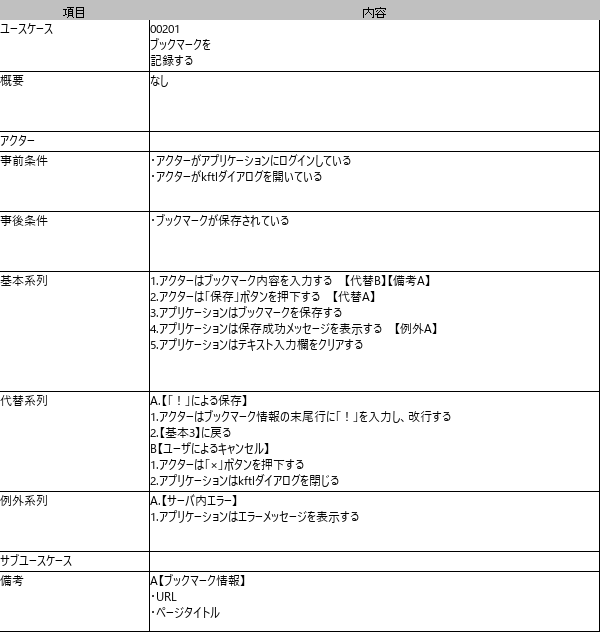 項目 内容
ユースケース 00201
ブックマークを
記録する
概要 なし
アクター
事前条件 ・アクターがアプリケーションにログインしている
・アクターがkftlダイアログを開いている
事後条件 ・ブックマークが保存されている
基本系列 1.アクターはブックマーク内容を入力する 【代替B】【備考A】
2.アクターは「保存」ボタンを押下する 【代替A】
3.アプリケーションはブックマークを保存する
4.アプリケーションは保存成功メッセージを表示する 【例外A】
5.アプリケーションはテキスト入力欄をクリアする
代替系列 A.【「！」による保存】
1.アクターはブックマーク情報の末尾行に「！」を入力し、改行する
2.【基本3】に戻る
B【ユーザによるキャンセル】
1.アクターは「×」ボタンを押下する
2.アプリケーションはkftlダイアログを閉じる
例外系列 A.【サーバ内エラー】
1.アプリケーションはエラーメッセージを表示する
サブユースケース
備考 A【ブックマーク情報】
・URL
・ページタイトル